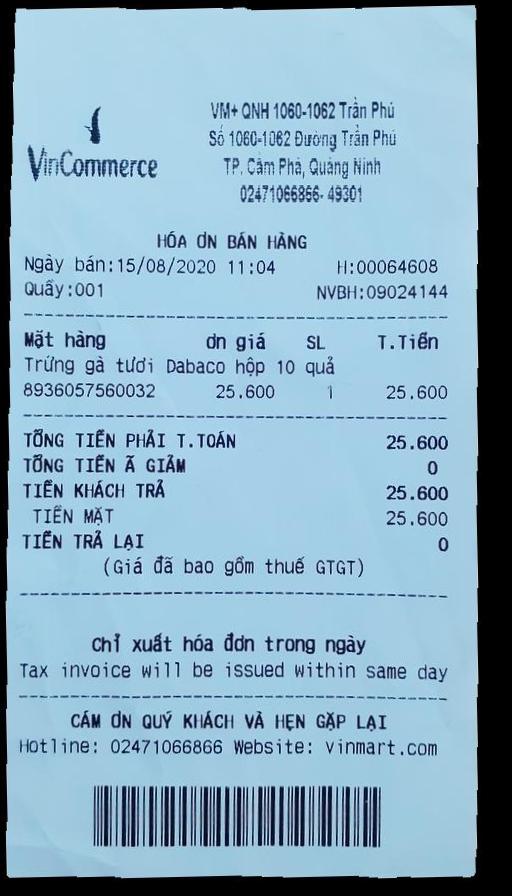 VinCommerce
VM+ QNH 1060-1062 Trần Phú
Số 1060-1062 Đường Trần Phú
TP. Cẩm Phả, Quảng Ninh
02471066866- 49301
HÓA ƠN BÁN HÀNG
Ngày bán:15/08/2020 11:04 H:00064608
Quầy:001 NVBH:09024144
Mặt hàng ơn giá SL T.Tiền
Trứng gà tươi Dabaco hộp 10 quả
8936057560032 25.600 1 25.600
TỔNG TIỀN PHẢI T.TOÁN 25.600
TỔNG TIỀN Ã GIẢM 0
TIỀN KHÁCH TRẢ 25.600
TIỀN MẶT 25.600
TIỀN TRẢ LẠI 0
(Giá đã bao gồm thuế GTGT)
Chỉ xuất hóa đơn trong ngày
Tax invoice will be issued within same day
CÁM ƠN QUÝ KHÁCH VÀ HẸN GẶP LẠI
Hotline: 02471066866 Website: vinmart.com